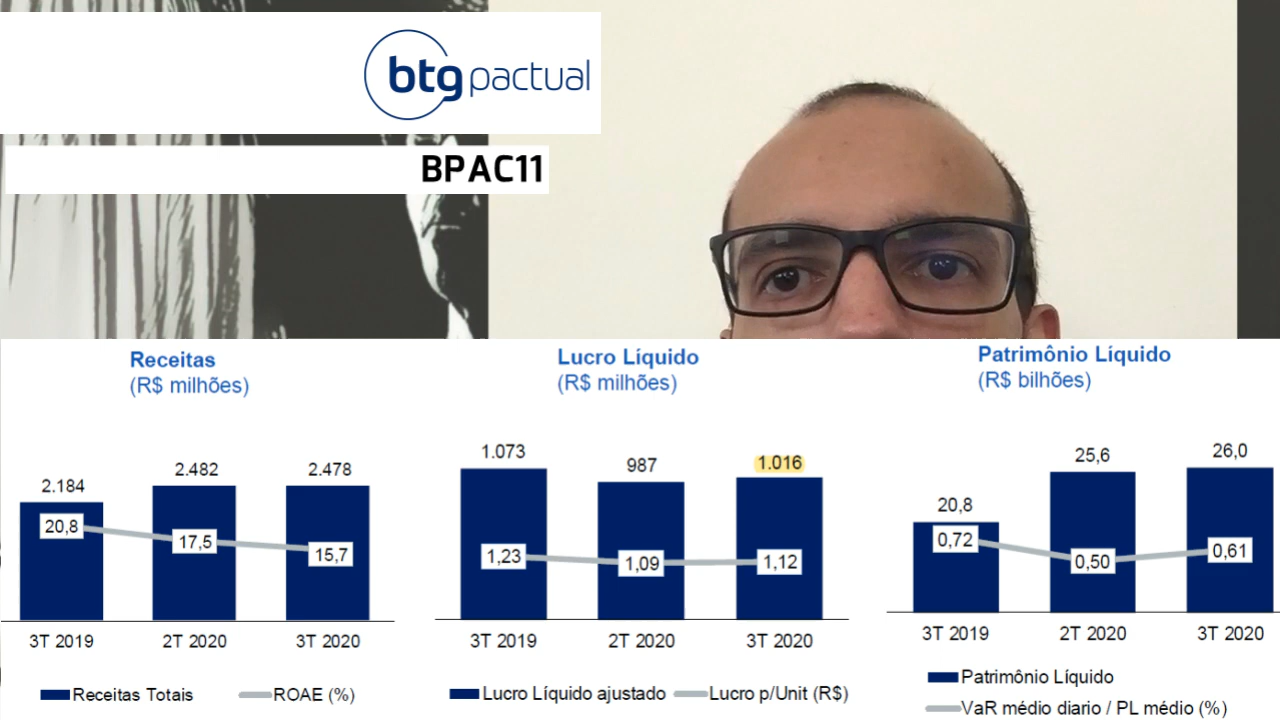 btg pactual
BPAC11
Receitas
(R$ milhões)
2.184
2.482
2.478
20,8
17,5
15,7
3T 2019
2T 2020
3T 2020
Receitas Totais
ROAE (%)
Lucro Líquido
(R$ milhões)
1.073
987
1.016
1,23
1,09
1,12
3T 2019
2T 2020
3T 2020
Lucro Líquido ajustado
Lucro p/Unit (R$)
Patrimônio Líquido
(R$ bilhões)
20,8
25,6
26,0
0,72
0,50
0,61
3T 2019
2T 2020
3T 2020
Patrimônio Líquido
VaR médio diario / PL médio (%)